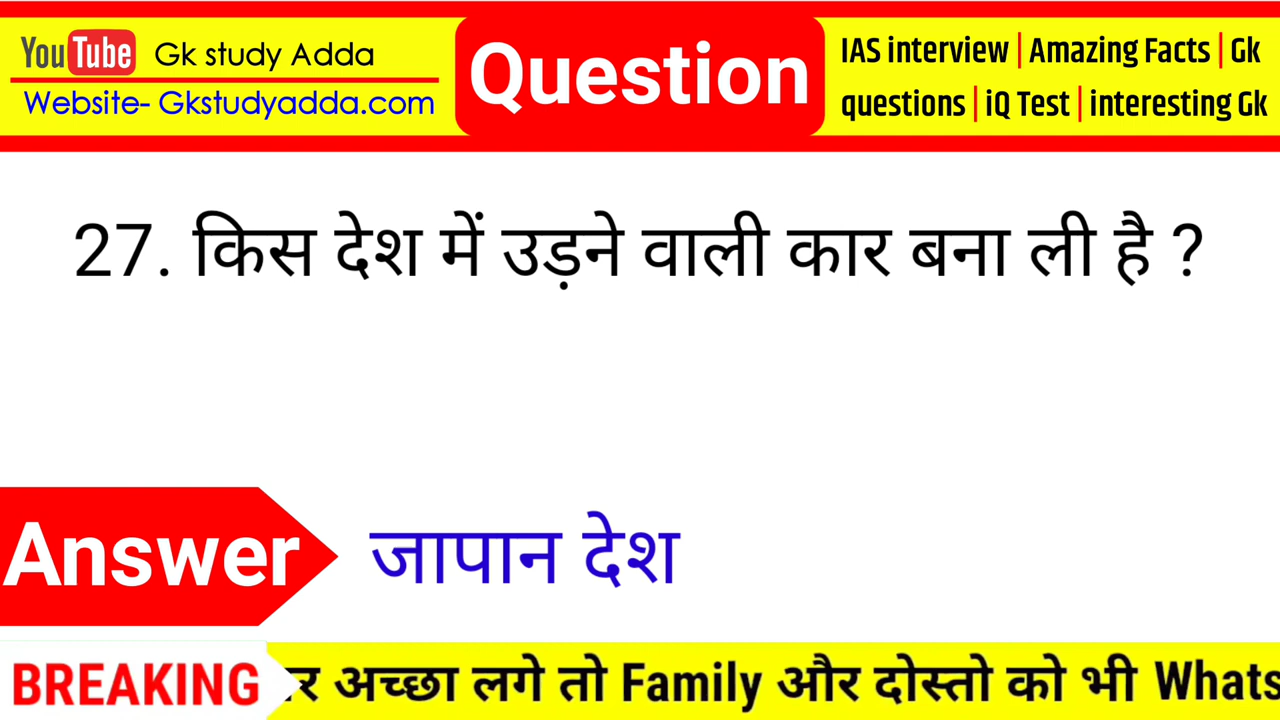 YouTube Gk study Adda
Website- Gkstudyadda.com
Question
IAS interview | Amazing Facts | Gk
questions | iQ Test | interesting Gk
27. किस देश में उड़ने वाली कार बना ली है ?
Answer
जापान देश
BREAKING
र अच्छा लगे तो Family और दोस्तो को भी Whats